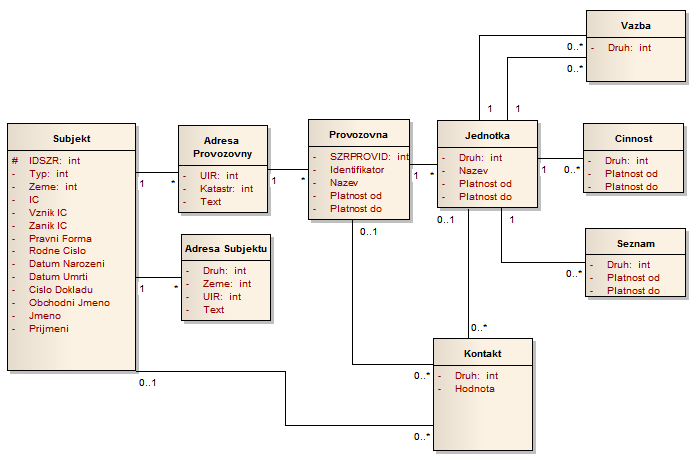 Subjekt
# IDSZR: int
- Typ: int
- Zeme: int
- IC
- Vznik IC
- Zanik IC
- Pravni Forma
- Rodne Cislo
- Datum Narozeni
- Datum Umrti
- Cislo Dokladu
- Obchodni Jmeno
- Jmeno
- Prijmeni
1
*
1
*
0..1
0..*
Adresa
Provozovny
- UIR: int
- Katastr: int
- Text
1
*
Adresa Subjektu
- Druh: int
- Zeme: int
- UIR: int
- Text
Provozovna
- SZRPROVID: int
- Identifikator
- Nazev
- Platnost od
- Platnost do
1
*
0..1
0..*
Jednotka
- Druh: int
- Nazev
- Platnost od
- Platnost do
1
0..*
1
0..*
1
0..*
1
0..*
0..1
0..*
Vazba
- Druh: int
Cinnost
- Druh: int
- Platnost od
- Platnost do
Seznam
- Druh: int
- Platnost od
- Platnost do
Kontakt
- Druh: int
- Hodnota